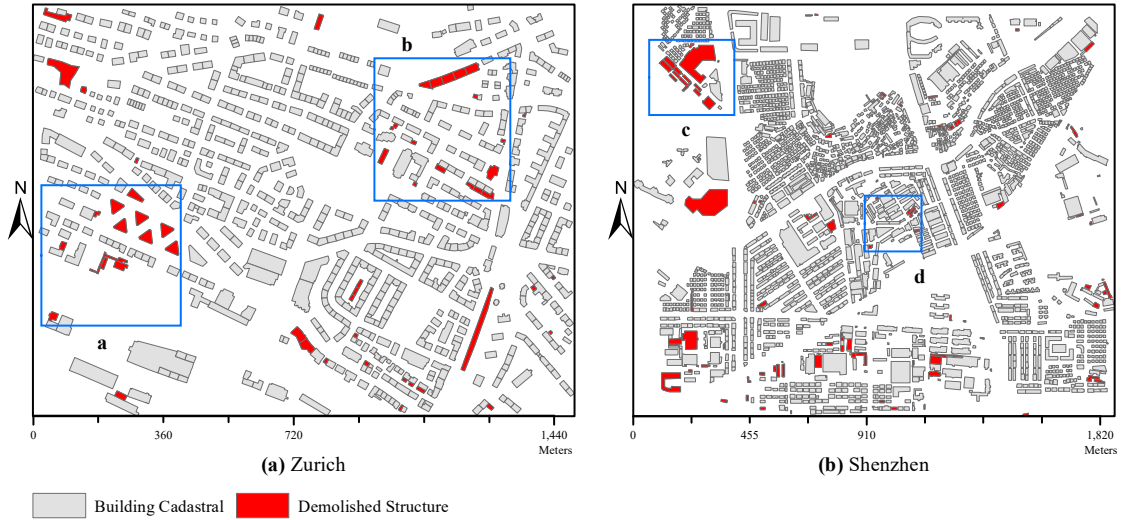 b
c
N
N
d
a
0
360
720
1,440
Meters
0
455
910
1,820
Meters
(a) Zurich
(b) Shenzhen
Building Cadastral
Demolished Structure